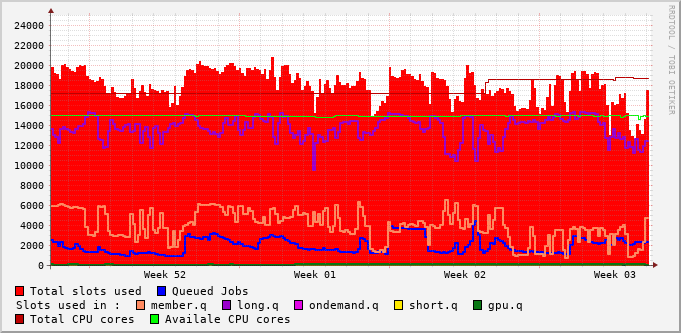 24000
22000
20000
18000
16000
14000
12000
10000
8000
6000
4000
2000
0
Week 52 Week 01 Week 02 Week 03
RRDTOOL / TOBI OETIKER
Total slots used Queued Jobs
Slots used in : member.q long.q ondemand.q short.q gpu.q
Total CPU cores Availale CPU cores